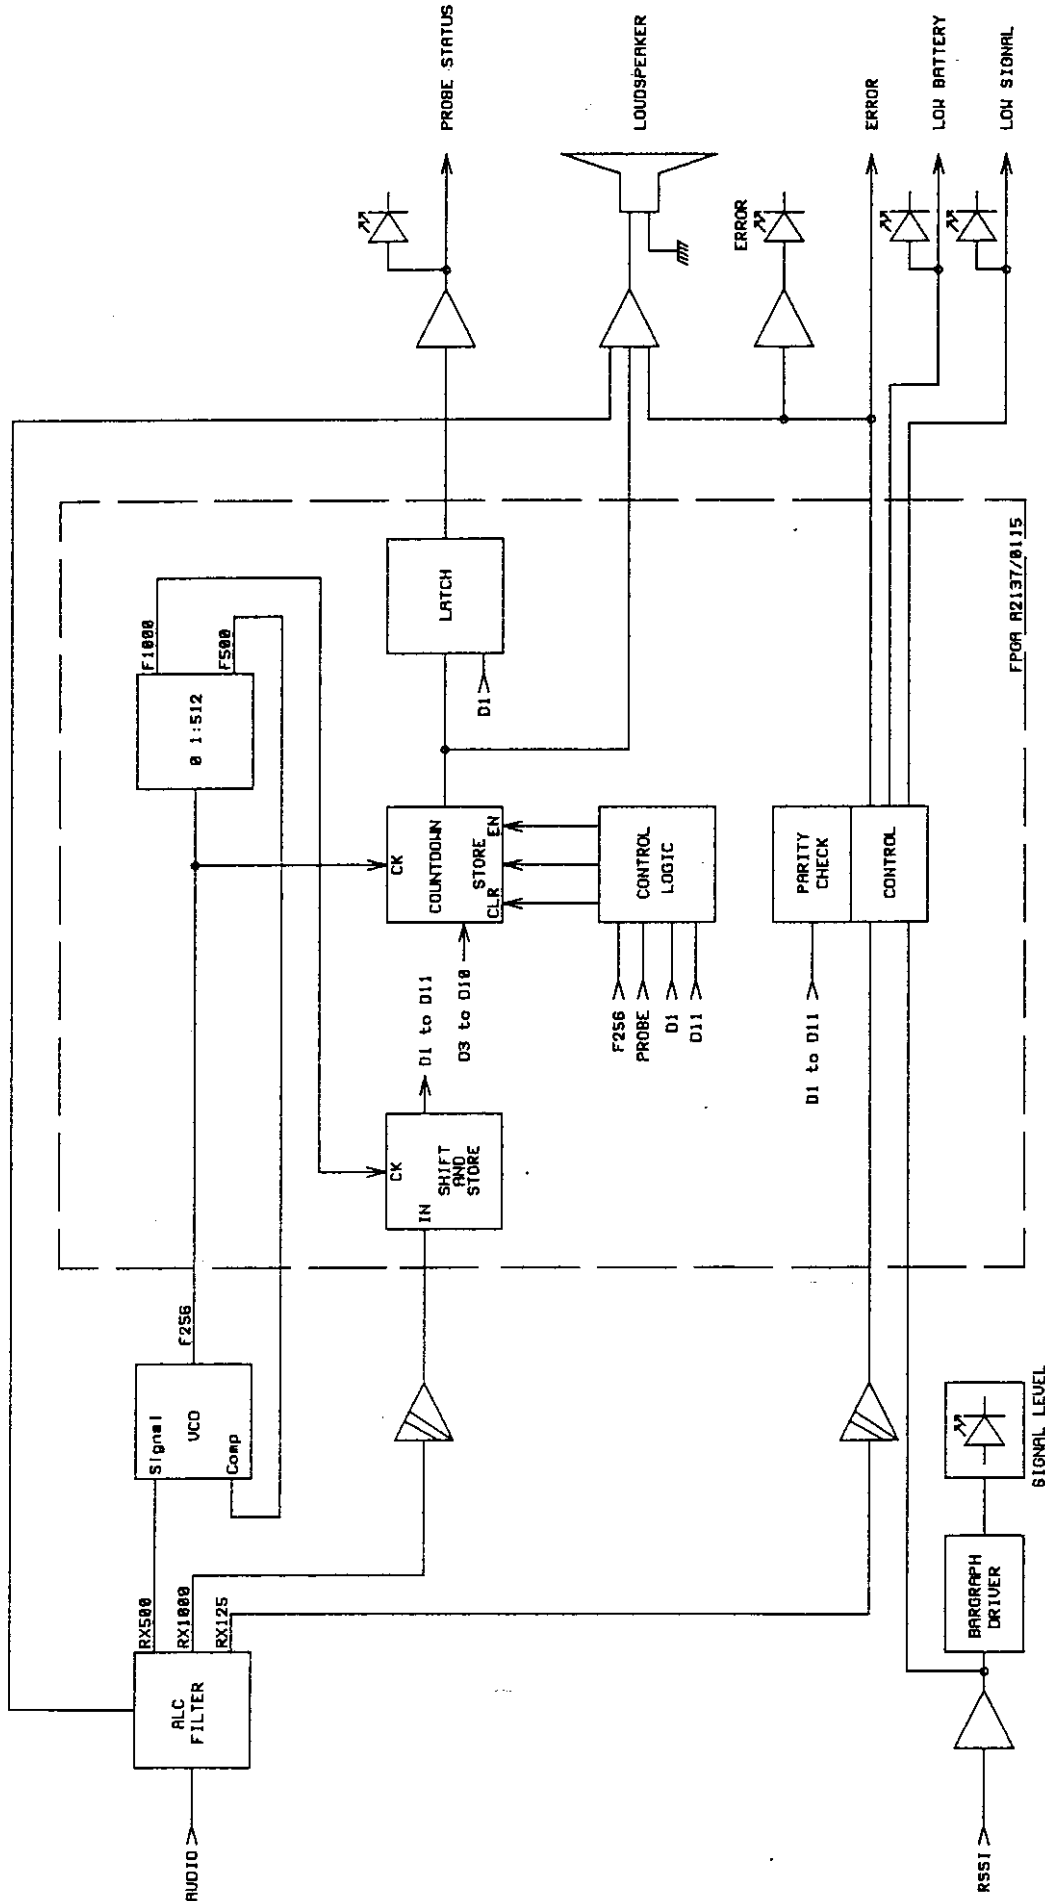 AUDIO
ALC
FILTER
RX500
RX1000
RX125
Signal
VCO
Comp
F256
0 1:512
F1000
F500
IN
CK
SHIFT
AND
STORE
D1 to D11
D3 to D10
CK
COUNTDOWN
STORE
CLR
EN
LATCH
D1
PROBE STATUS
F256
PROBE
D1
D11
CONTROL
LOGIC
LOUDSPEAKER
D1 to D11
PARITY
CHECK
CONTROL
ERROR
ERROR
LOW BATTERY
LOW SIGNAL
FPGA A2137/0115
RSSI
BARGRAPH
DRIVER
SIGNAL LEVEL